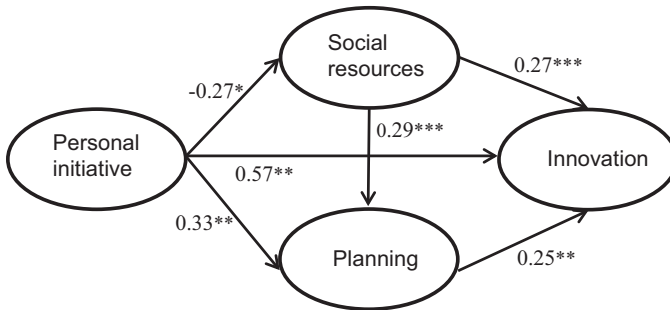 Social
resources
0.27***
-0.27*
Personal
initiative
0.29***
Innovation
0.57**
0.33**
Planning
0.25**